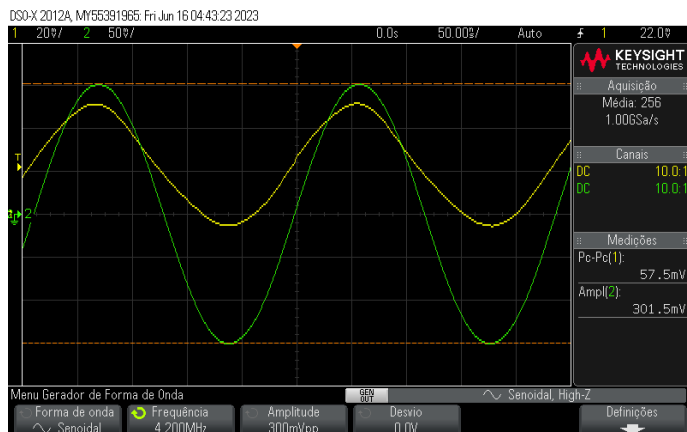 DSO-X 2012A, MY55391965: Fri Jun 16 04:43:23 2023
1 20▿/ 2 50▿/ 0.0s 50.00▿/ Auto 1 22.0▿
KEYSIGHT
TECHNOLOGIES
Aquisição
Média: 256
1.00GSa/s
Canais
DC 10.0:1
DC 10.0:1
Medições
Pc-Pc(1):
57.5mV
Ampl(2):
301.5mV
T
2
Menu Gerador de Forma de Onda
GEN OUT
Senoidal, High-Z
Forma de onda
Senoidal
Frequência
4.200MHz
Amplitude
300mVpp
Desvio
0.0V
Definições